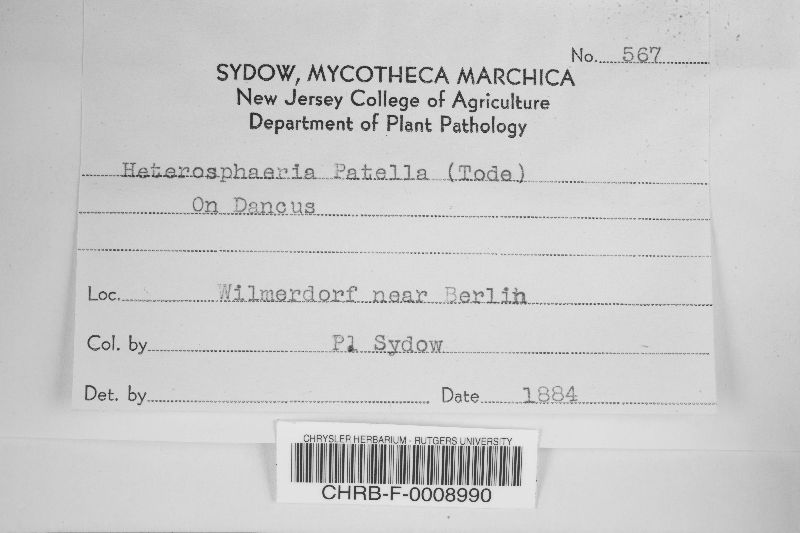 No. 567
SYDOW, MYCOTHECA MARCHICA
New Jersey College of Agriculture
Department of Plant Pathology
Heterosphaeria Patella (Tode)
On Dancus
Loc. Wilmerdorf near Berlin
Col. by Pl Sydow
Det. by Date 1884
CHRYSLER HERBARIUM - RUTGERS UNIVERSITY
CHRB-F-0008990